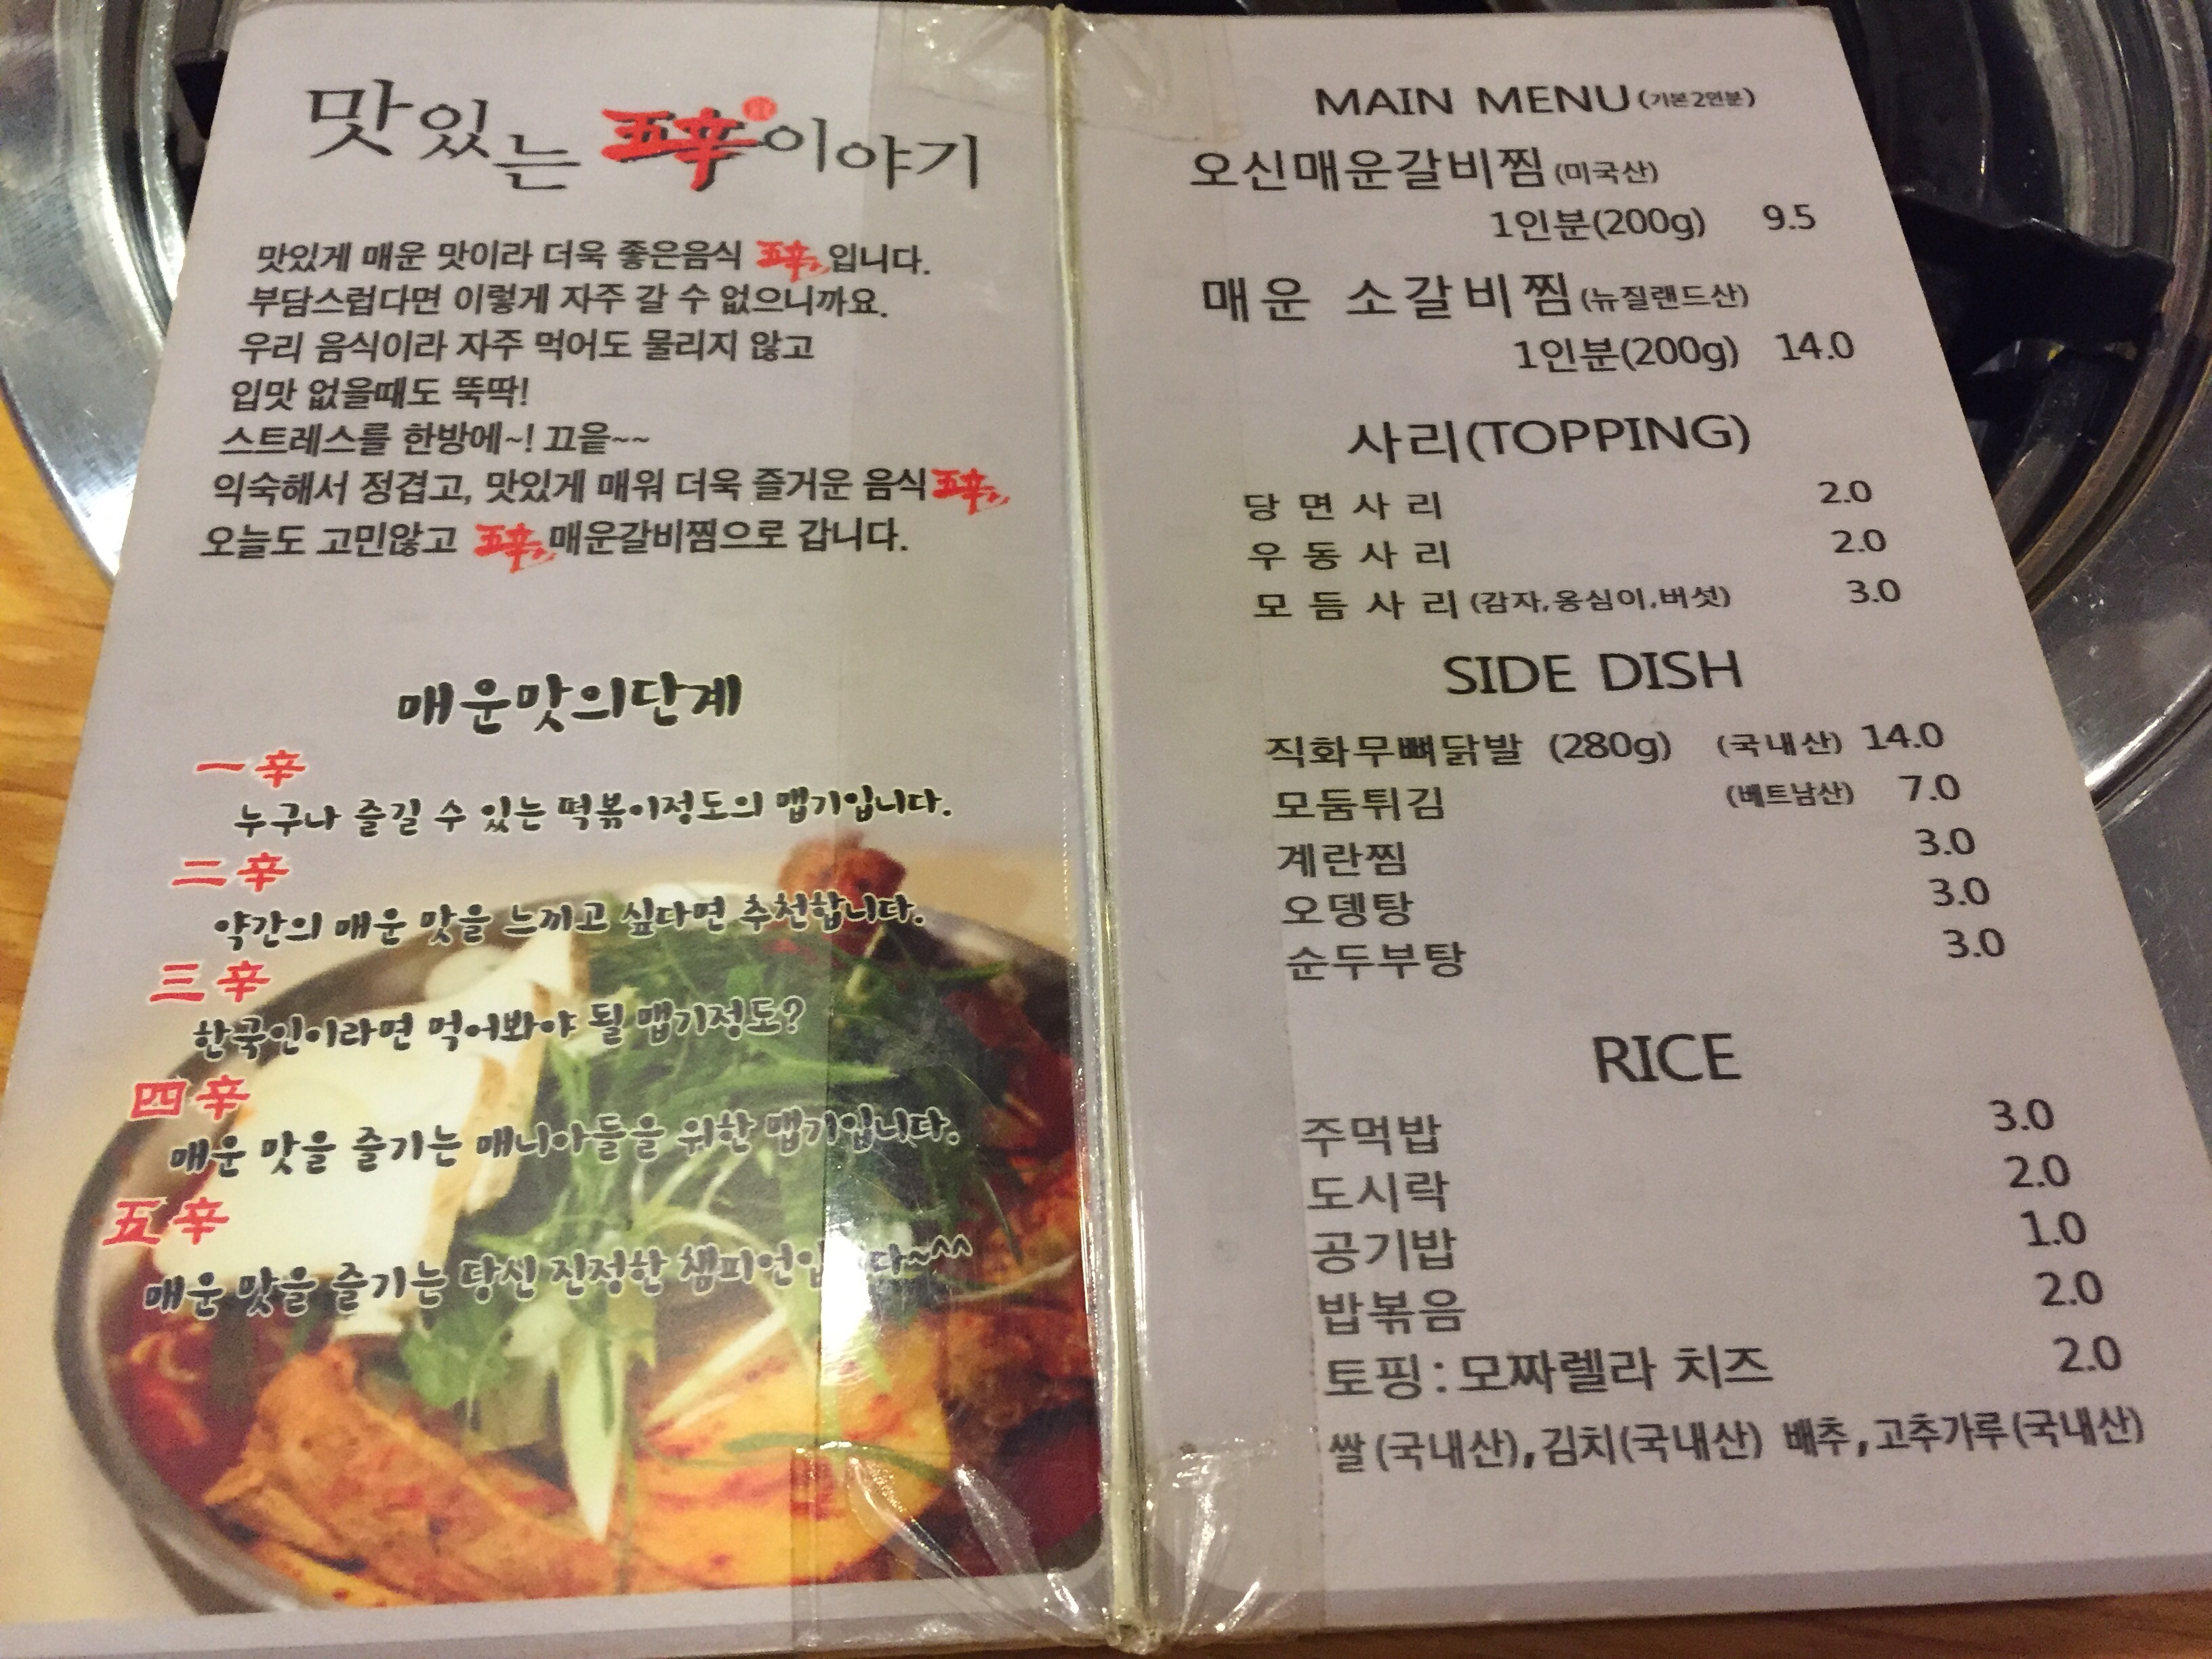 맛있는 五辛 이야기
맛있게 매운 맛이라 더욱 좋은음식 五辛입니다.
부담스럽다면 이렇게 자주 갈 수 없으니까요.
우리 음식이라 자주 먹어도 물리지 않고
입맛 없을때도 뚝딱!
스트레스를 한방에~! 끄읕~~
익숙해서 정겹고, 맛있게 매워 더욱 즐거운 음식 五辛
오늘도 고민않고 五辛 매운갈비찜으로 갑니다.
매운맛의단계
一辛
누구나 즐길 수 있는 떡볶이정도의 맵기입니다.
二辛
약간의 매운 맛을 느끼고 싶다면 추천합니다.
三辛
한국인이라면 먹어봐야 될 맵기정도?
四辛
매운 맛을 즐기는 매니아들을 위한 맵기입니다.
五辛
매운 맛을 즐기는 당신 진정한 챔피언입니다~^^
MAIN MENU(기본2인분)
오신매운갈비찜(미국산)
1인분(200g) 9.5
매운 소갈비찜(뉴질랜드산)
1인분(200g) 14.0
사리(TOPPING)
당면사리 2.0
우동사리 2.0
모듬사리(감자,옹심이,버섯) 3.0
SIDE DISH
직화무뼈닭발 (280g) (국내산) 14.0
모둠튀김 (베트남산) 7.0
계란찜 3.0
오뎅탕 3.0
순두부탕 3.0
RICE
주먹밥 3.0
도시락 2.0
공기밥 1.0
밥볶음 2.0
토핑:모짜렐라 치즈 2.0
쌀(국내산),김치(국내산) 배추,고추가루(국내산)